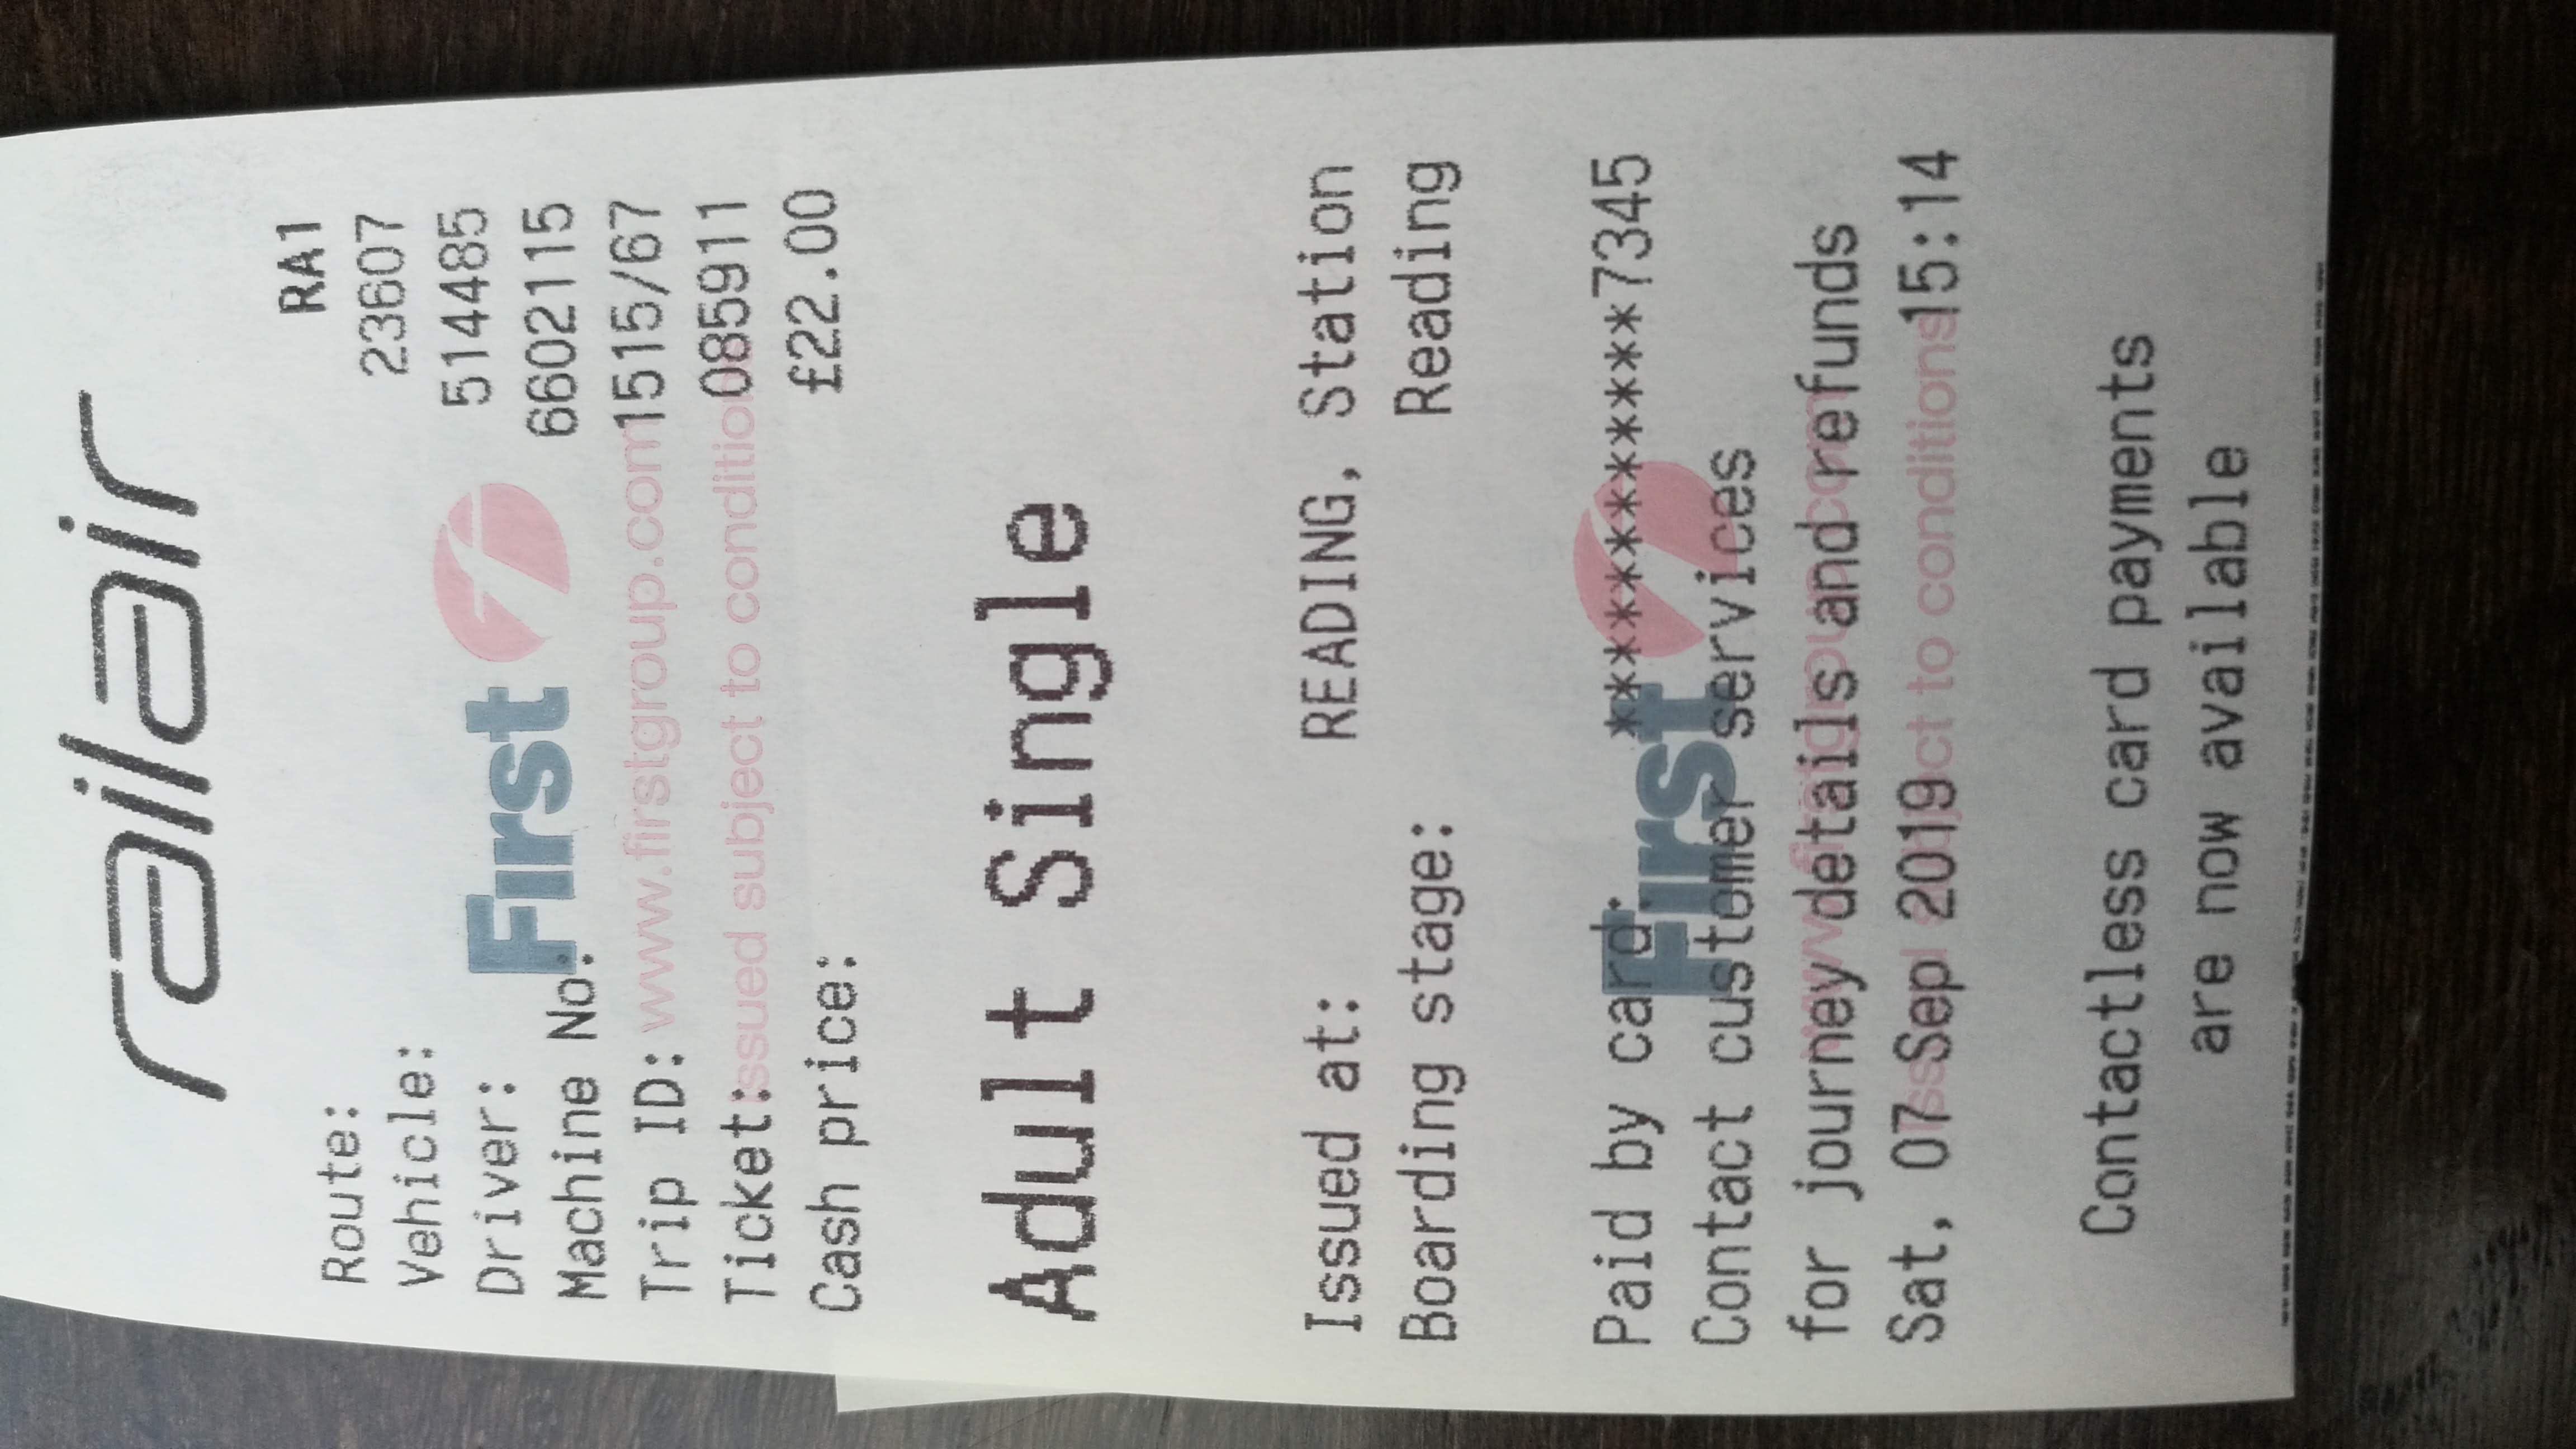 railair
Route: RA1
Vehicle: 23607
Driver: 514485
First
Machine No: 6602115
Trip ID: 1515/67
www.firstgroup.com
Ticket: 085911
issued subject to conditions
Cash price: £22.00
Adult Single
Issued at: READING, Station
Boarding stage: Reading
Paid by card: ************7345
First
Contact customer services
for journey details and refunds
www.firstgroup.com
Sat, 07 Sep 2019 15:14
issued subject to conditions
Contactless card payments
are now available